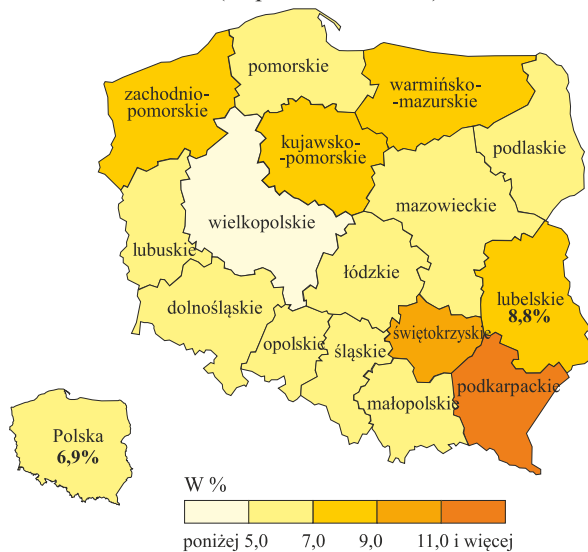 pomorskie
zachodnio-
-pomorskie
warmińsko-
-mazurskie
kujawsko-
-pomorskie
podlaskie
mazowieckie
wielkopolskie
lubuskie
łódzkie
lubelskie
8,8%
dolnośląskie
świętokrzyskie
opolskie
śląskie
podkarpackie
małopolskie
Polska
6,9%
W %
poniżej 5,0 7,0 9,0 11,0 i więcej